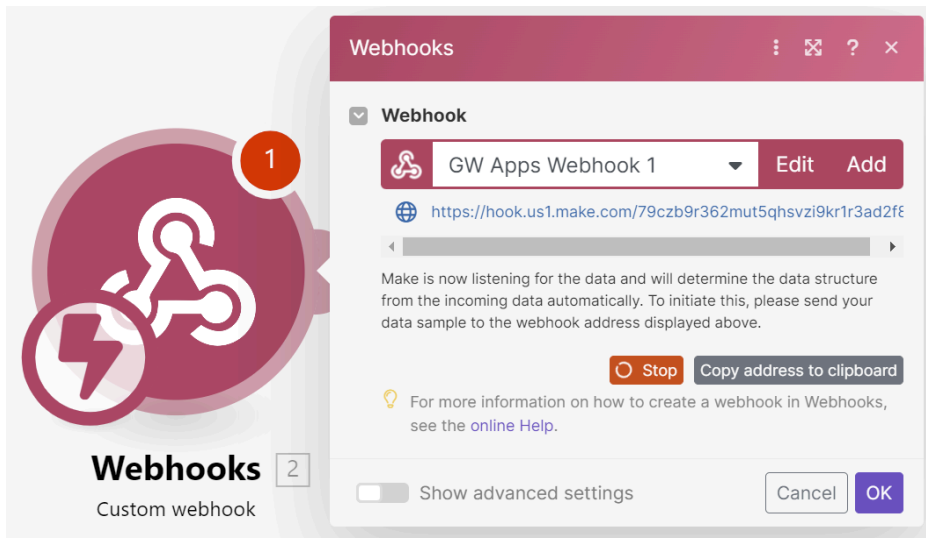 Webhooks
Webhook
1
GW Apps Webhook 1
Edit
Add
https://hook.us1.make.com/79czb9r362mut5qhsvzi9kr1r3ad2f8
Make is now listening for the data and will determine the data structure
from the incoming data automatically. To initiate this, please send your
data sample to the webhook address displayed above.
Stop
Copy address to clipboard
For more information on how to create a webhook in Webhooks,
see the online Help.
Webhooks 2
Custom webhook
Show advanced settings
Cancel
OK